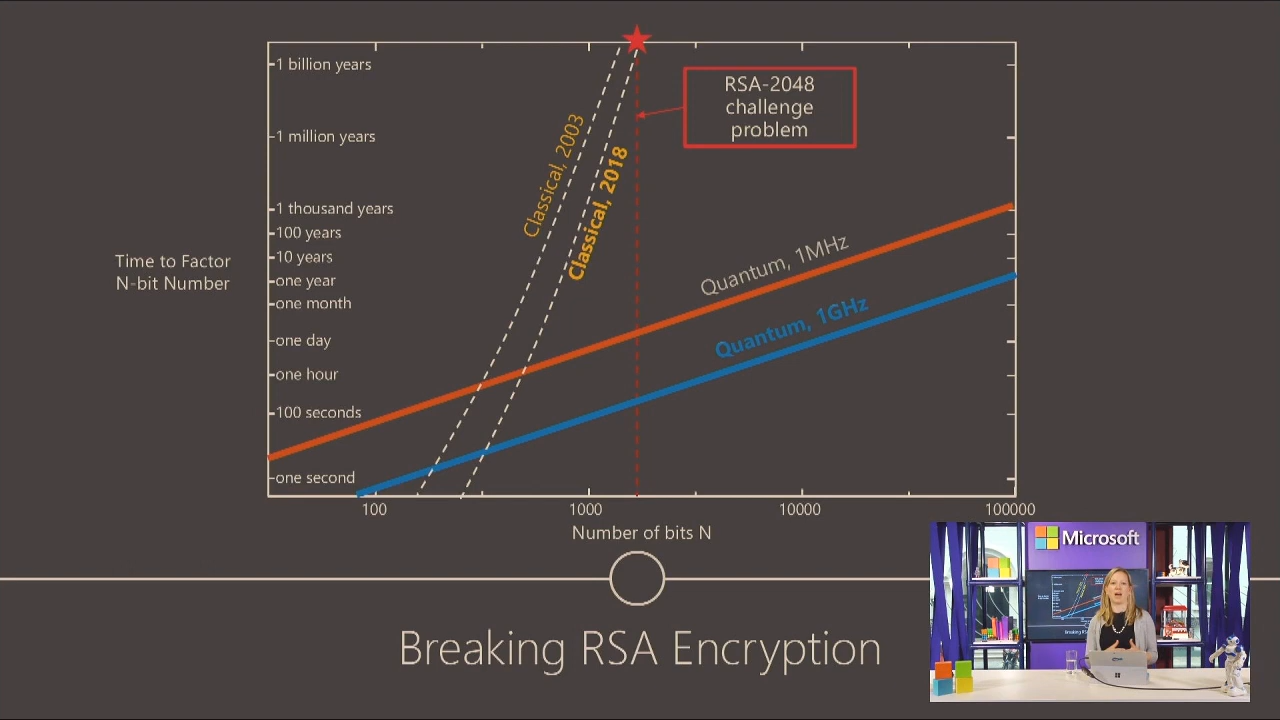 1 billion years
1 million years
1 thousand years
100 years
10 years
one year
one month
one day
one hour
100 seconds
one second
Time to Factor
N-bit Number
Classical, 2003
Classical, 2018
RSA-2048
challenge
problem
Quantum, 1MHz
Quantum, 1GHz
100
1000
10000
100000
Number of bits N
Breaking RSA Encryption
Microsoft